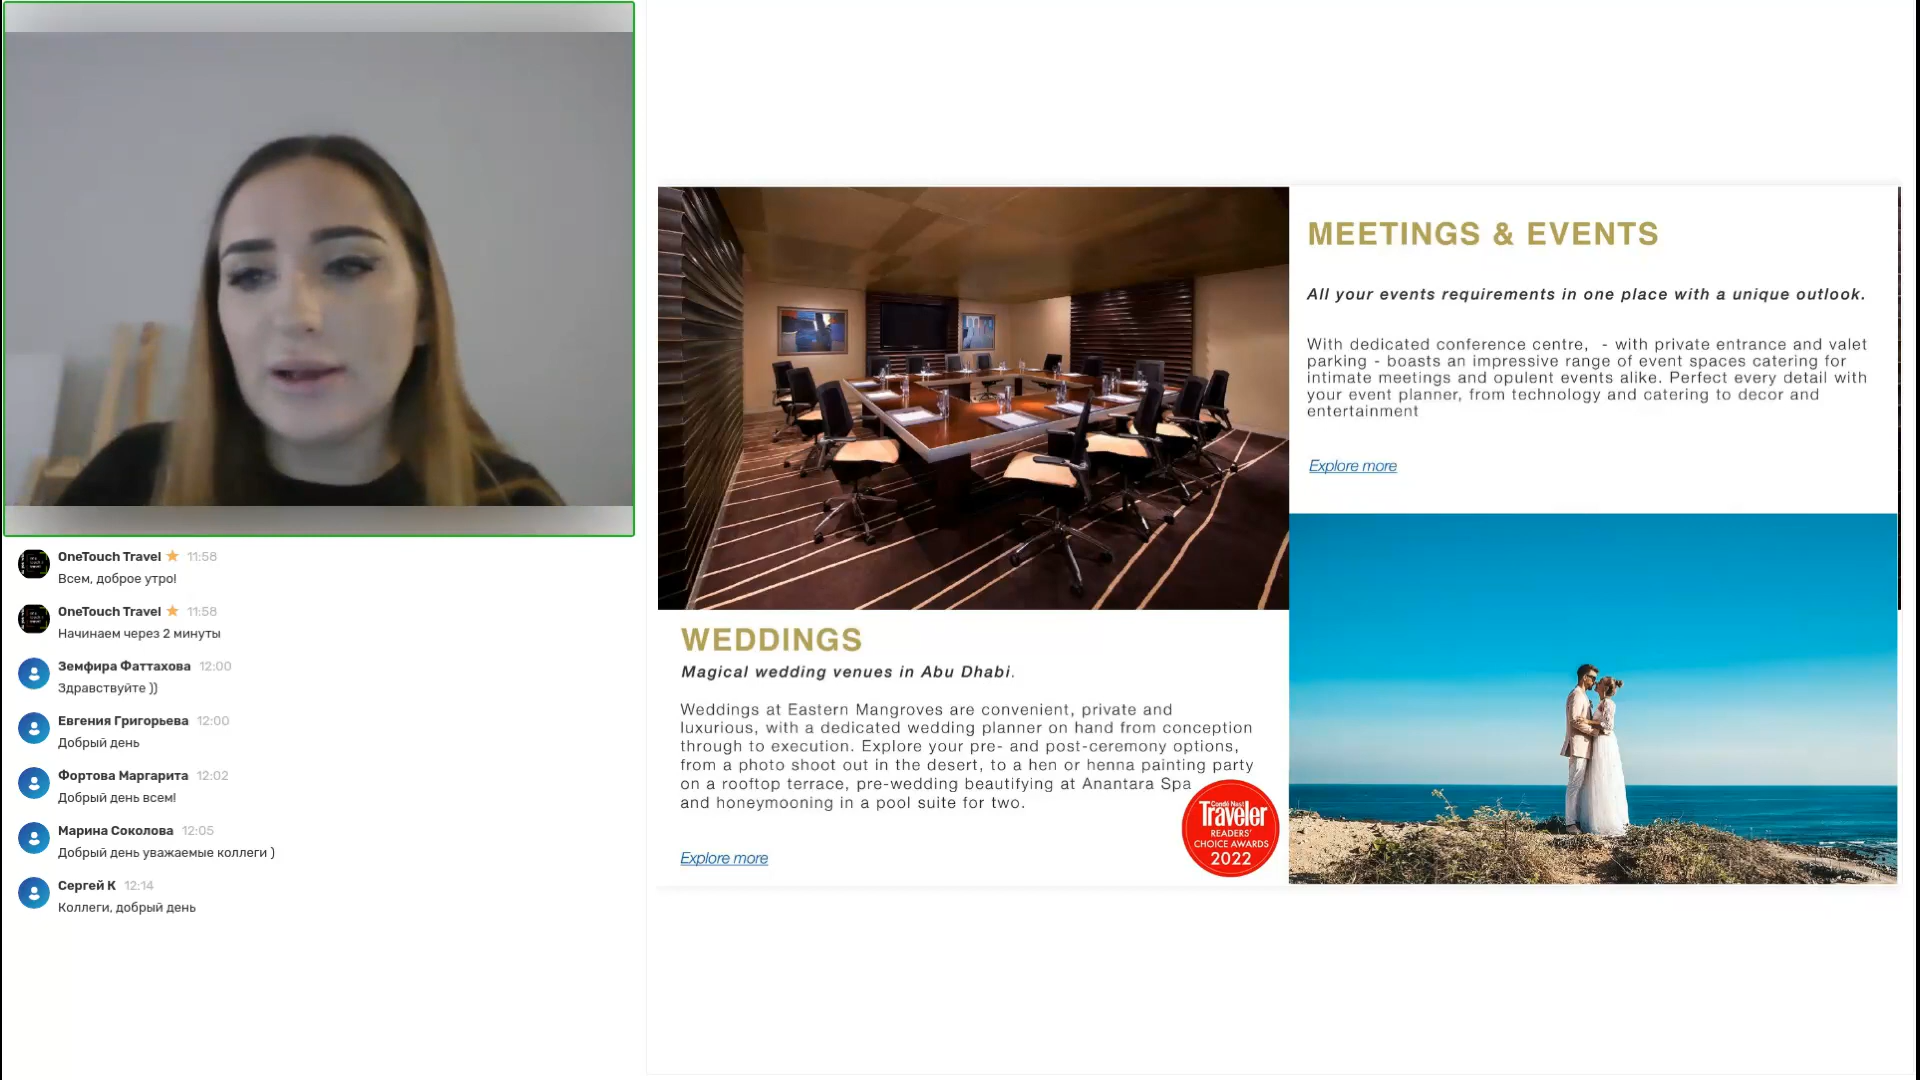 OneTouch Travel 11:58
Всем, доброе утро!
OneTouch Travel 11:58
Начинаем через 2 минуты
Земфира Фаттахова 12:00
Здравствуйте ))
Евгения Григорьева 12:00
Добрый день
Фортова Маргарита 12:02
Добрый день всем!
Марина Соколова 12:05
Добрый день уважаемые коллеги )
Сергей К 12:14
Коллеги, добрый день
MEETINGS & EVENTS
All your events requirements in one place with a unique outlook.
With dedicated conference centre,  - with private entrance and valet
parking - boasts an impressive range of event spaces catering for
intimate meetings and opulent events alike. Perfect every detail with
your event planner, from technology and catering to decor and
entertainment
Explore more
WEDDINGS
Magical wedding venues in Abu Dhabi.
Weddings at Eastern Mangroves are convenient, private and
luxurious, with a dedicated wedding planner on hand from conception
through to execution. Explore your pre- and post-ceremony options,
from a photo shoot out in the desert, to a hen or henna painting party
on a rooftop terrace, pre-wedding beautifying at Anantara Spa
and honeymooning in a pool suite for two.
Explore more
Condé Nast
Traveler
READERS'
CHOICE AWARDS
2022